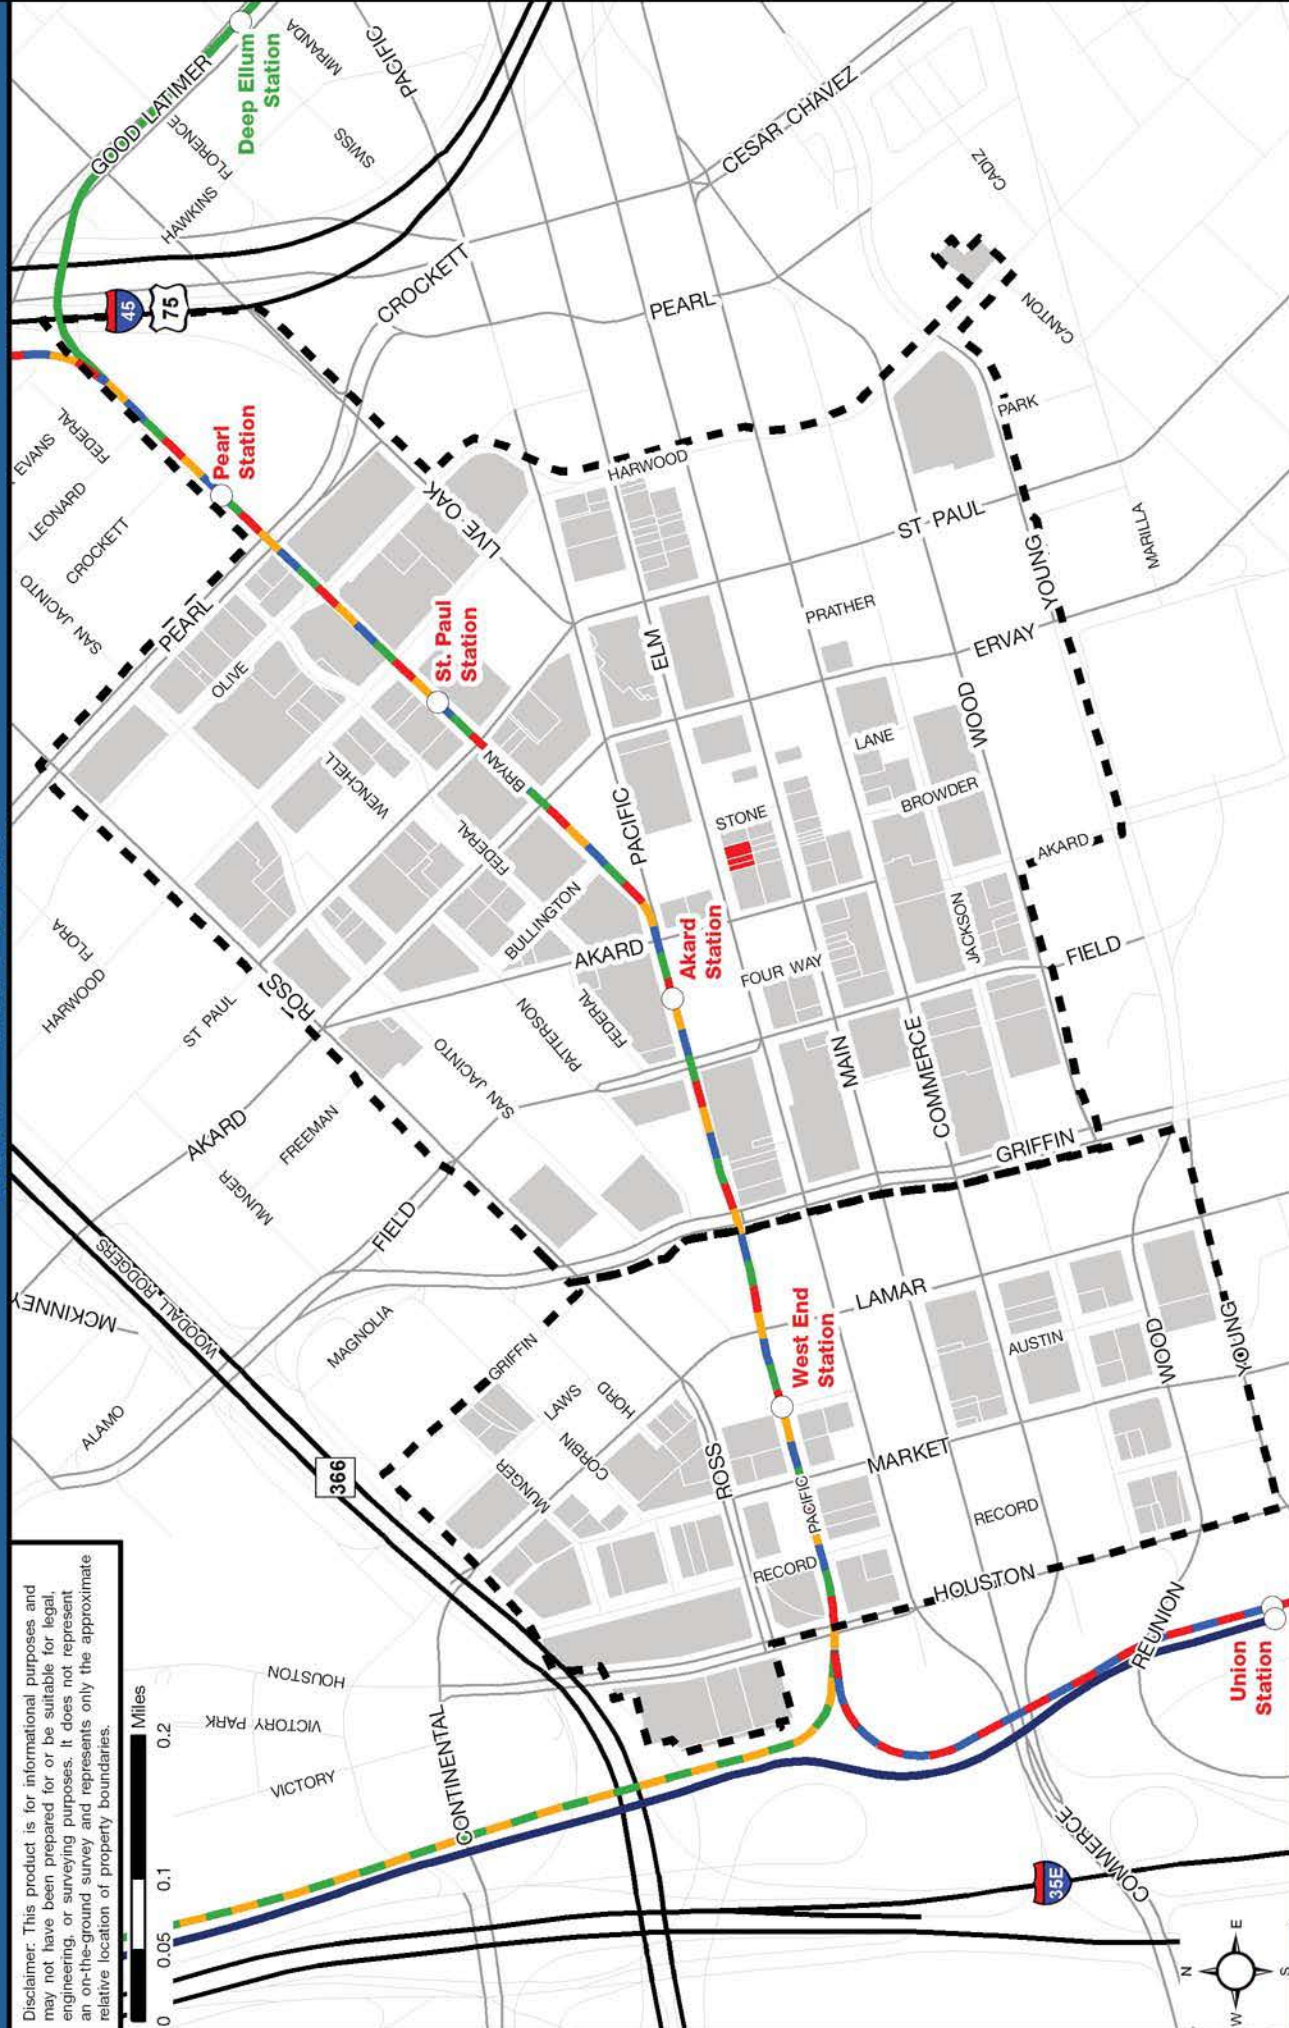 Disclaimer: This product is for informational purposes and
may not have been prepared for or be suitable for legal,
engineering, or surveying purposes. It does not represent
an on-the-ground survey and represents only the approximate
relative location of property boundaries.
Miles
0 0.05 0.1 0.2
ALAMO
MCKINNEY
WOODALL RODGERS
MAGNOLIA
366
HOUSTON
VICTORY PARK
VICTORY
CONTINENTAL
MUNGER
AKARD
FREEMAN
FIELD
HARWOOD
FLORA
ST PAUL
ROSS
SAN JACINTO
CROCKETT
LEONARD
EVANS
FEDERAL
PEARL
OLIVE
Pearl
Station
45
75
HAWKINS
FLORENCE
GOOD LATIMER
Deep Ellum
Station
MIRANDA
SWISS
PACIFIC
CROCKETT
PEARL
CESAR CHAVEZ
CADIZ
CANTON
PARK
HARWOOD
LIVE OAK
St. Paul
Station
BRYAN
WENCHELL
FEDERAL
BULLINGTON
AKARD
PATTERSON
FEDERAL
SAN JACINTO
PACIFIC
ELM
STONE
Akard
Station
FOUR WAY
MAIN
COMMERCE
GRIFFIN
JACKSON
FIELD
AKARD
BROWDER
LANE
WOOD
ERVAY
PRATHER
ST PAUL
YOUNG
MARILLA
GRIFFIN
LAWS
HORD
CORBIN
MUNGER
ROSS
West End
Station
LAMAR
MARKET
AUSTIN
WOOD
YOUNG
RECORD
PACIFIC
RECORD
HOUSTON
REUNION
Union
Station
COMMERCE
35E
N
W
E
S